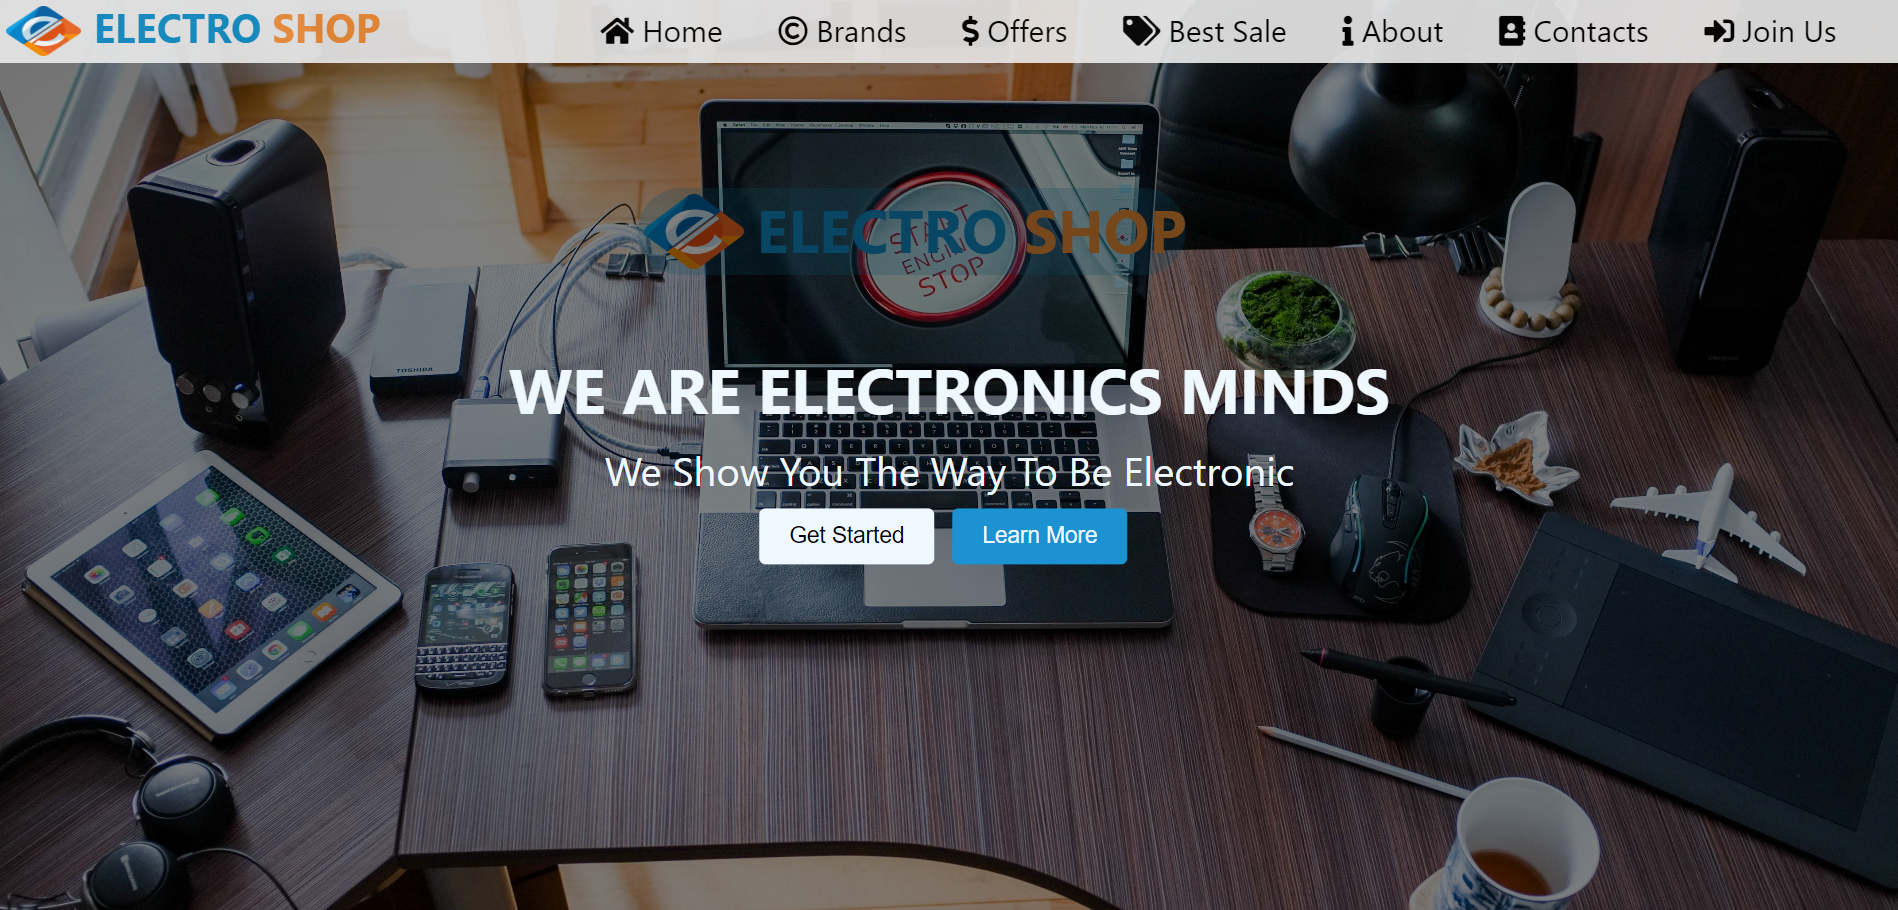 ELECTRO SHOP
Home
Brands
Offers
Best Sale
About
Contacts
Join Us
ELECTRO SHOP
START
ENGINE
STOP
TOSHIBA
WE ARE ELECTRONICS MINDS
We Show You The Way To Be Electronic
Get Started
Learn More